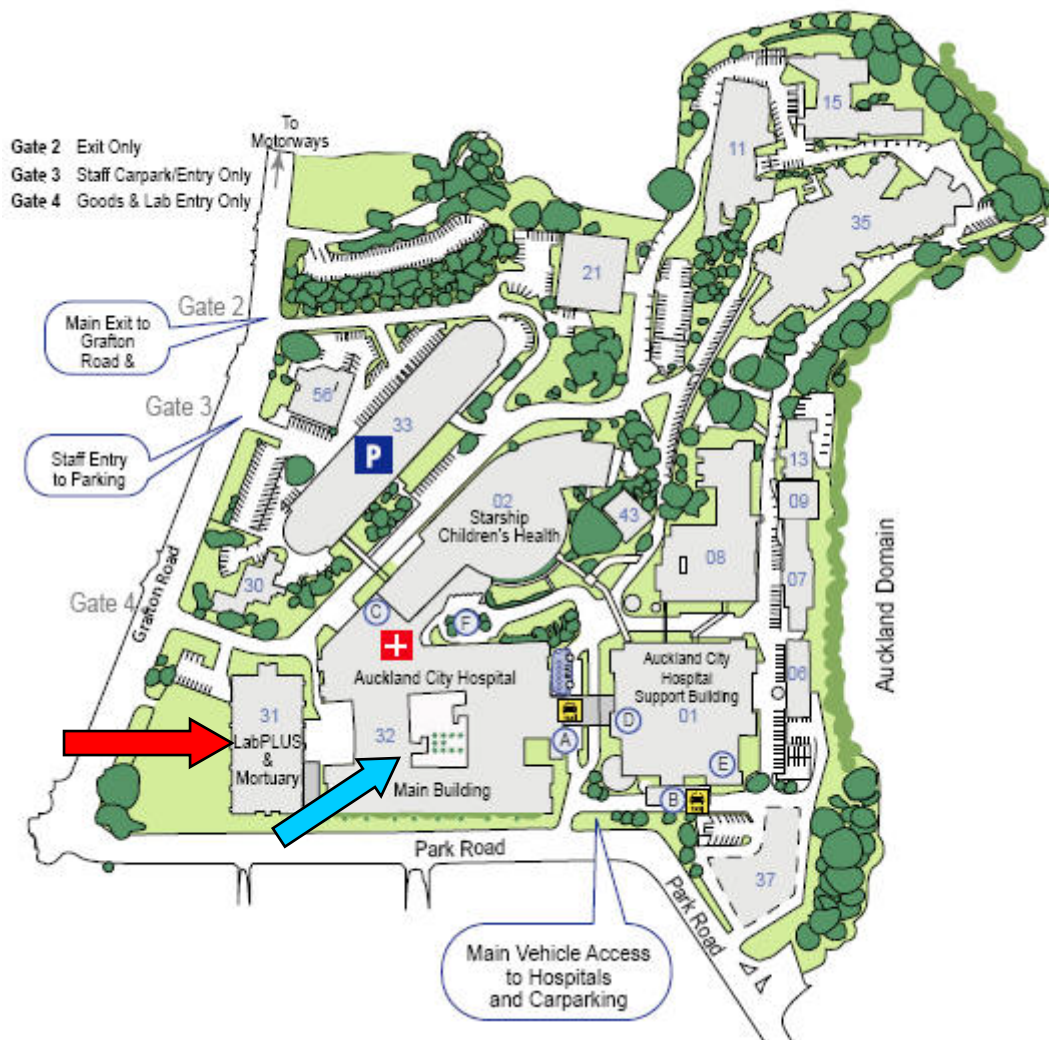 To
Motorways
Gate 2 Exit Only
Gate 3 Staff Carpark/Entry Only
Gate 4 Goods & Lab Entry Only
15
11
35
21
Gate 2
Main Exit to
Grafton
Road &
56
Gate 3
33
P
Staff Entry
to Parking
13
02
Starship
Children's Health
43
09
08
07
Grafton Road
30
Gate 4
C
F
Auckland Domain
Auckland City Hospital
Auckland City
Hospital
Support Building
06
31
LabPLUS
&
Mortuary
32
01
D
A
E
Main Building
B
TAXI
TAXI
Park Road
37
Park Road
Main Vehicle Access
to Hospitals
and Carparking